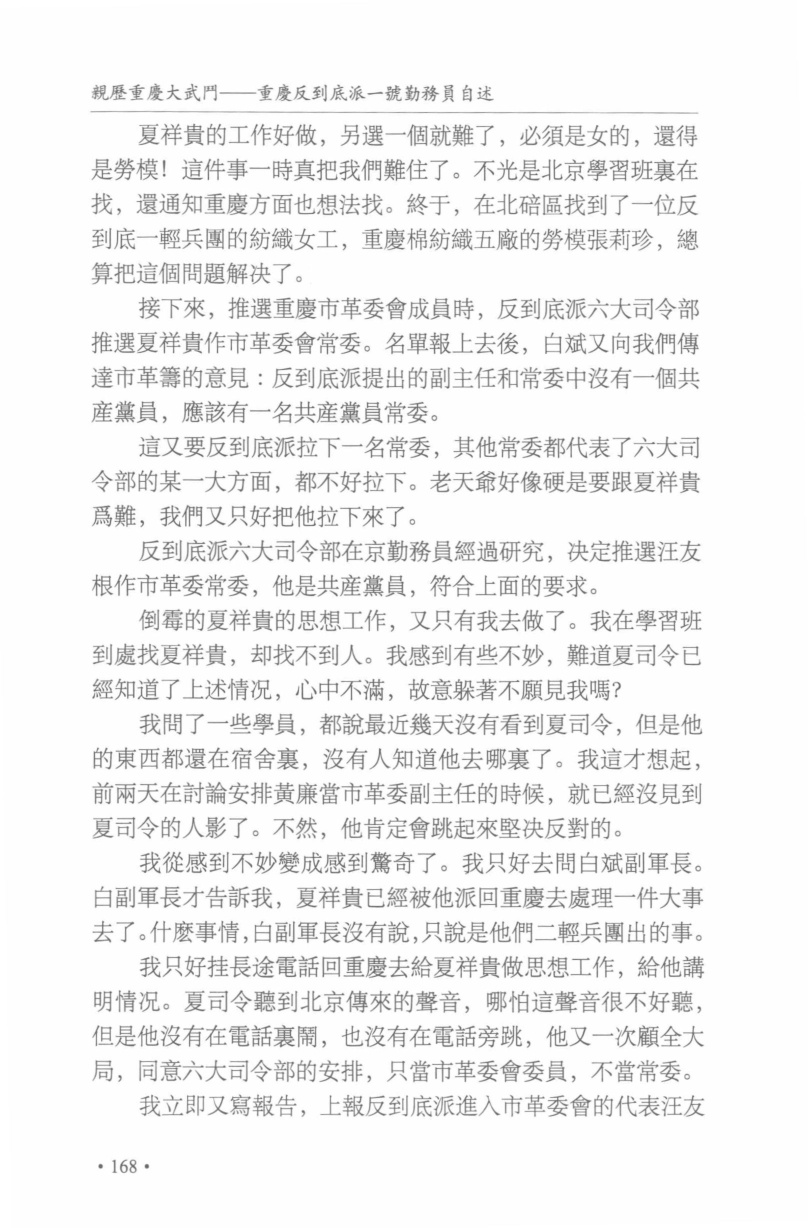 親歷重慶大武鬥——重慶反到底派一號勤務員自述
夏祥貴的工作好做，另選一個就難了，必須是女的，還得
是勞模！這件事一時真把我們難住了。不光是北京學習班裏在
找，還通知重慶方面也想法找。終于，在北碚區找到了一位反
到底一輕兵團的紡織女工，重慶棉紡織五廠的勞模張莉珍，總
算把這個問題解决了。
接下來，推選重慶市革委會成員時，反到底派六大司令部
推選夏祥貴作市革委會常委。名單報上去後，白斌又向我們傳
達市革籌的意見：反到底派提出的副主任和常委中沒有一個共
産黨員，應該有一名共産黨員常委。
這又要反到底派拉下一名常委，其他常委都代表了六大司
令部的某一大方面，都不好拉下。老天爺好像硬是要跟夏祥貴
爲難，我們又只好把他拉下來了。
反到底派六大司令部在京勤務員經過研究，决定推選汪友
根作市革委常委，他是共産黨員，符合上面的要求。
倒霉的夏祥貴的思想工作，又只有我去做了。我在學習班
到處找夏祥貴，却找不到人。我感到有些不妙，難道夏司令已
經知道了上述情况，心中不滿，故意躲著不願見我嗎？
我問了一些學員，都說最近幾天沒有看到夏司令，但是他
的東西都還在宿舍裏，沒有人知道他去哪裏了。我這才想起，
前兩天在討論安排黃廉當市革委副主任的時候，就已經沒見到
夏司令的人影了。不然，他肯定會跳起來堅决反對的。
我從感到不妙變成感到驚奇了。我只好去問白斌副軍長。
白副軍長才告訴我，夏祥貴已經被他派回重慶去處理一件大事
去了。什麽事情，白副軍長沒有說，只說是他們二輕兵團出的事。
我只好挂長途電話回重慶去給夏祥貴做思想工作，給他講
明情况。夏司令聽到北京傳來的聲音，哪怕這聲音很不好聽，
但是他沒有在電話裏鬧，也沒有在電話旁跳，他又一次顧全大
局，同意六大司令部的安排，只當市革委會委員，不當常委。
我立即又寫報告，上報反到底派進入市革委會的代表汪友
·168·